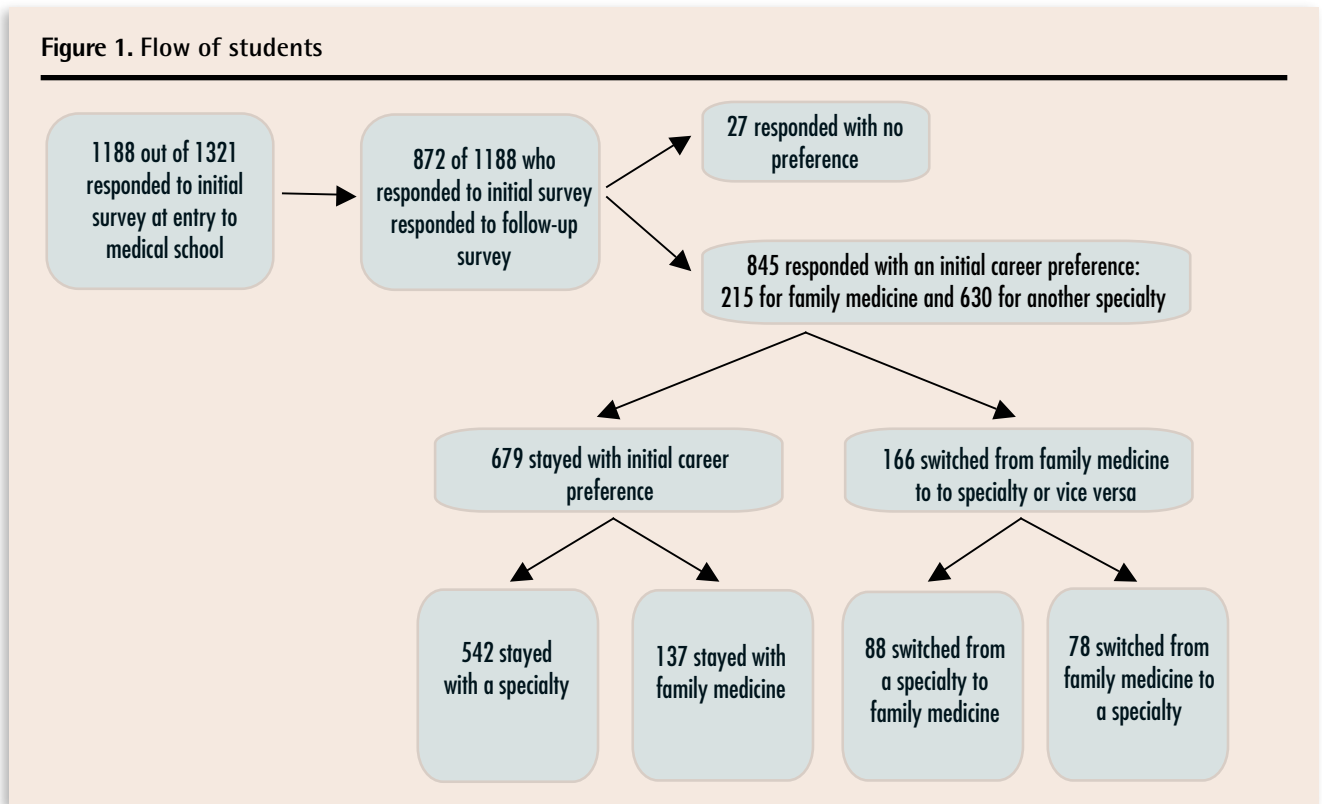 Figure 1. Flow of students
1188 out of 1321
responded to initial
survey at entry to
medical school
872 of 1188 who
responded to initial survey
responded to follow-up
survey
27 responded with no
preference
845 responded with an initial career preference:
215 for family medicine and 630 for another specialty
679 stayed with initial career
preference
166 switched from family medicine
to to specialty or vice versa
542 stayed
with a specialty
137 stayed with
family medicine
88 switched from
a specialty to
family medicine
78 switched from
family medicine to
a specialty